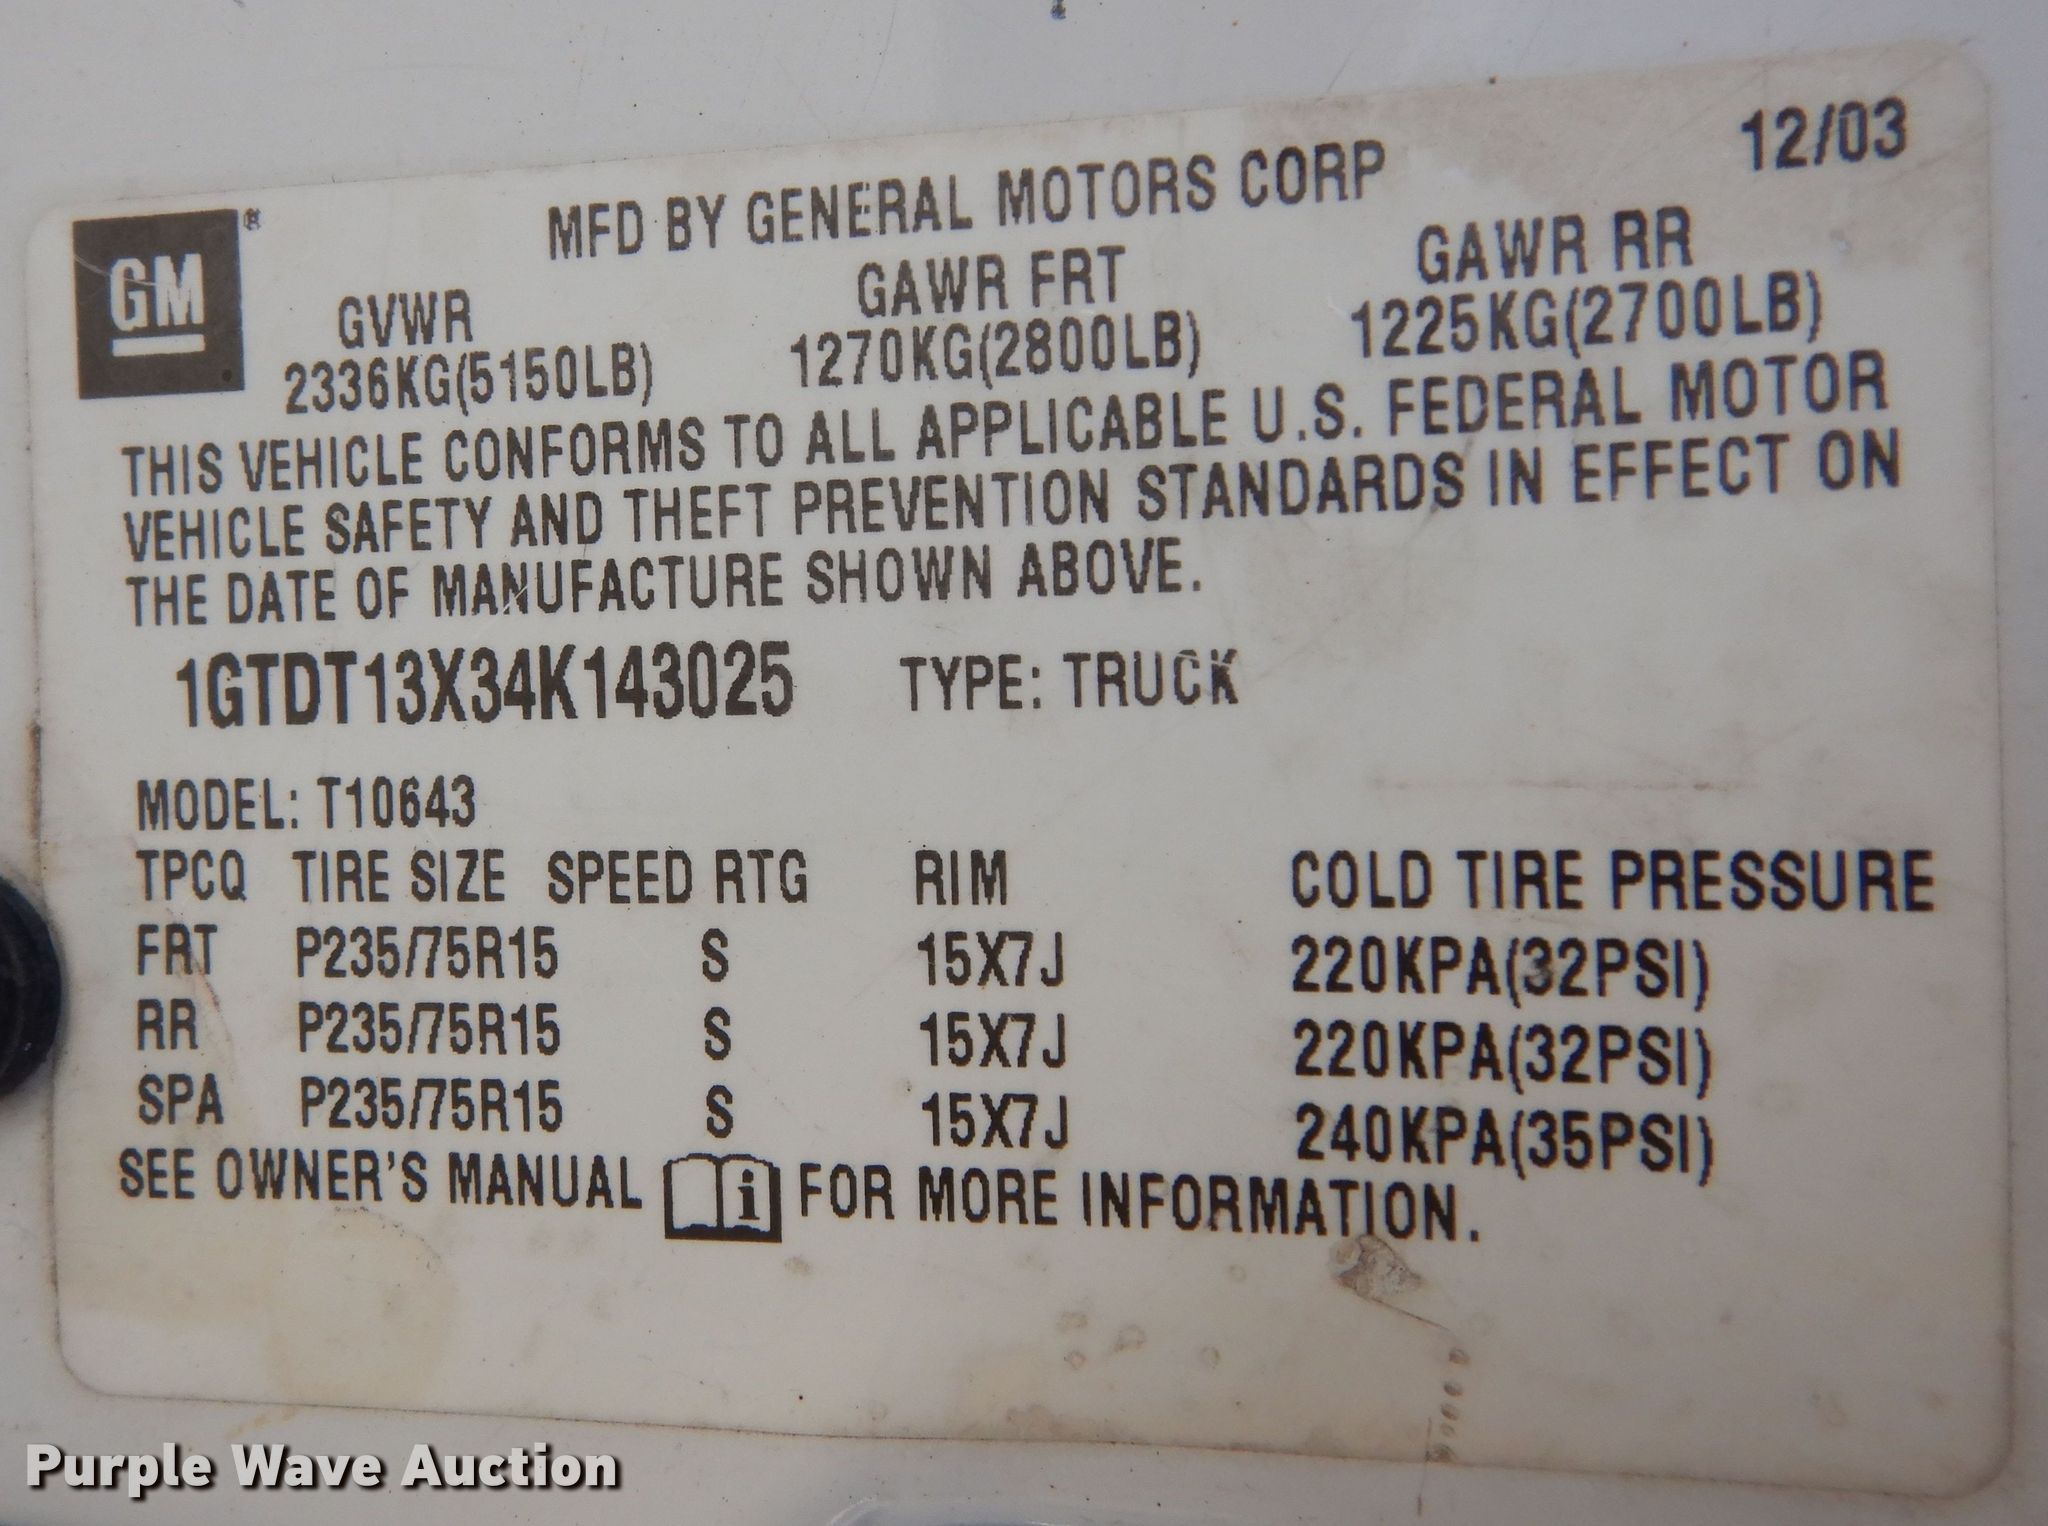 12/03
GM®
MFD BY GENERAL MOTORS CORP
GVWR GAWR FRT GAWR RR
2336KG(5150LB) 1270KG(2800LB) 1225KG(2700LB)
THIS VEHICLE CONFORMS TO ALL APPLICABLE U.S. FEDERAL MOTOR
VEHICLE SAFETY AND THEFT PREVENTION STANDARDS IN EFFECT ON
THE DATE OF MANUFACTURE SHOWN ABOVE.
1GTDT13X34K143025 TYPE: TRUCK
MODEL: T10643
TPCQ TIRE SIZE SPEED RTG RIM COLD TIRE PRESSURE
FRT P235/75R15 S 15X7J 220KPA(32PSI)
RR P235/75R15 S 15X7J 220KPA(32PSI)
SPA P235/75R15 S 15X7J 240KPA(35PSI)
SEE OWNER'S MANUAL i FOR MORE INFORMATION.
Purple Wave Auction